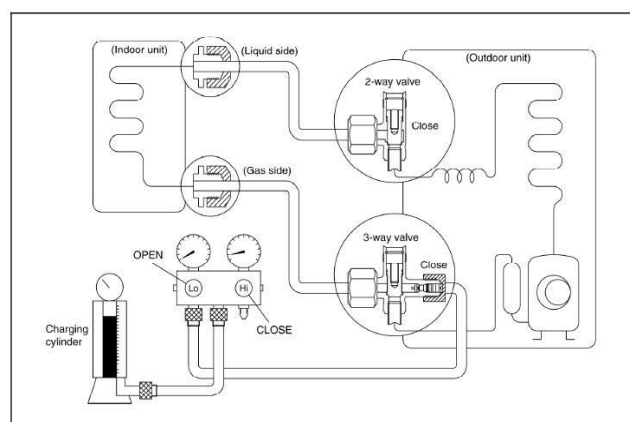 (Indoor unit)
(Liquid side)
(Outdoor unit)
2-way valve
Close
(Gas side)
3-way valve
Close
OPEN
Lo
Hi
CLOSE
Charging
cylinder